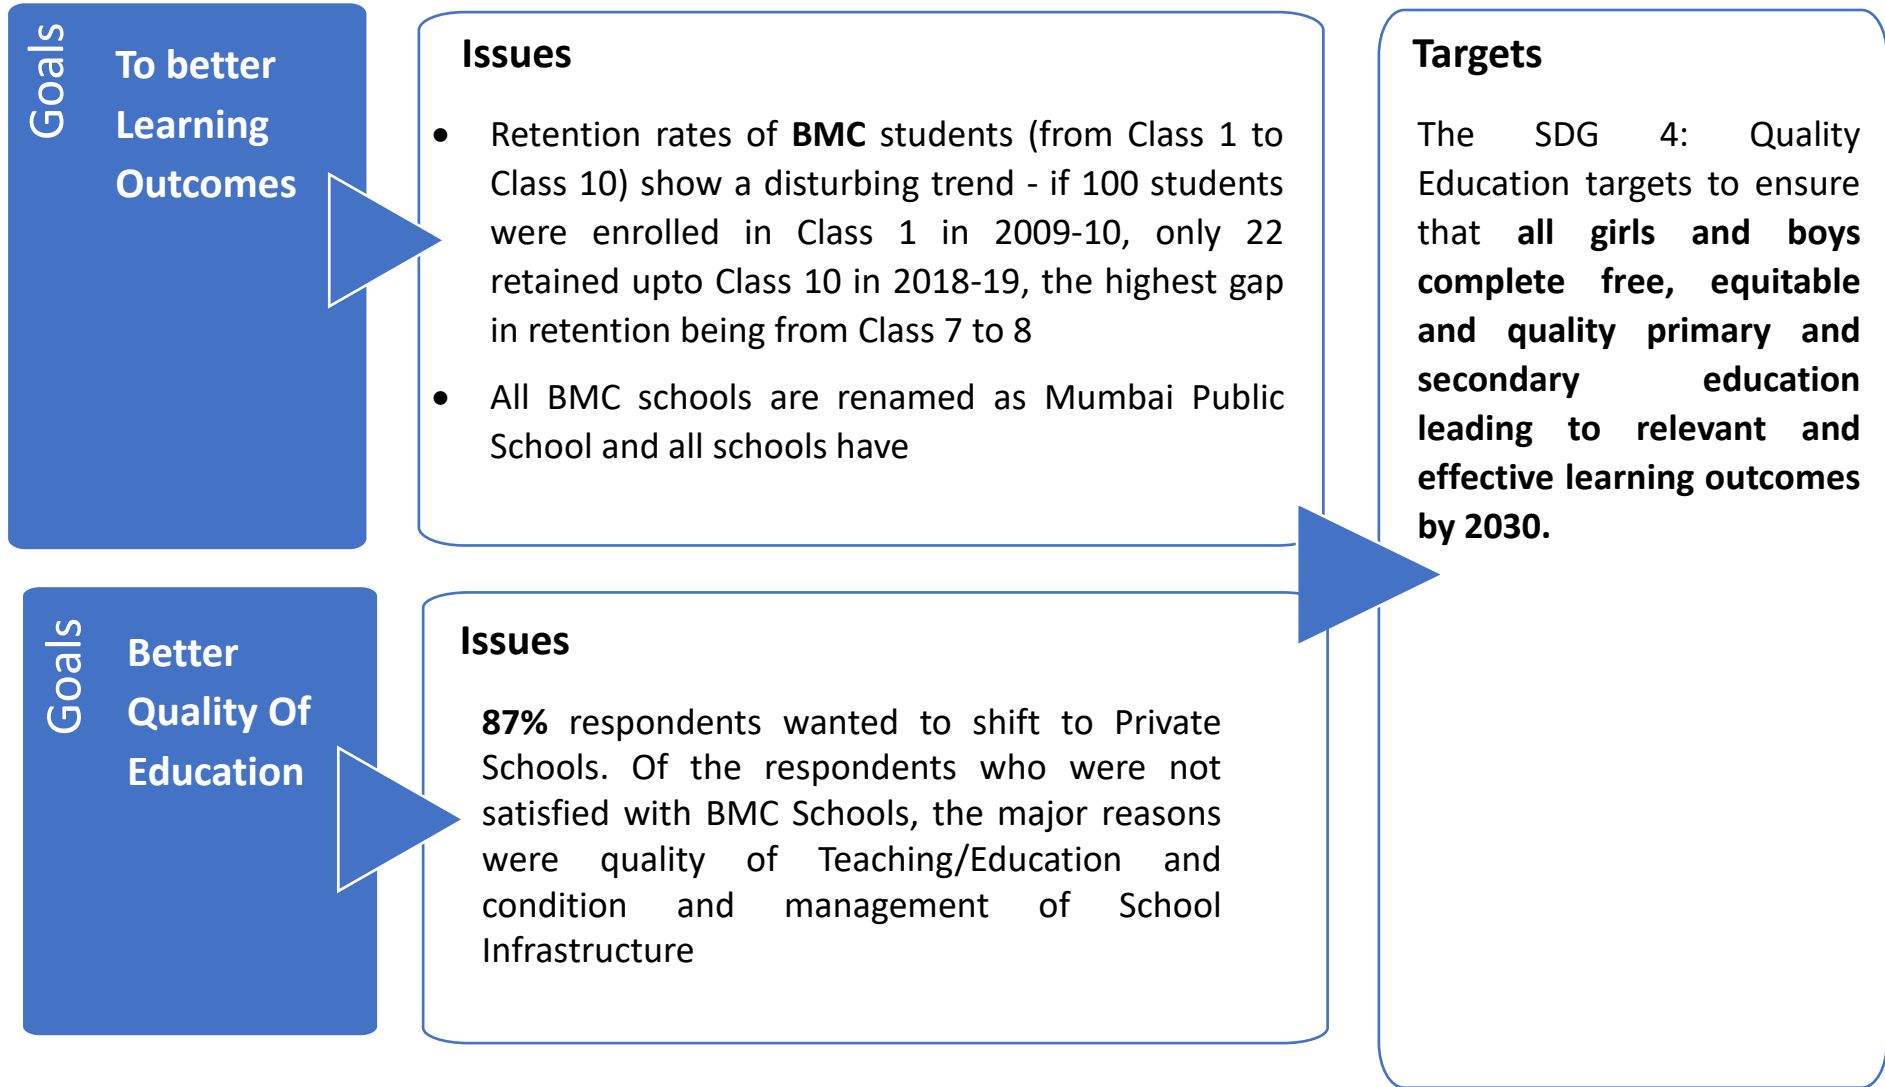 Goals
To better
Learning
Outcomes
Issues
• Retention rates of BMC students (from Class 1 to
Class 10) show a disturbing trend - if 100 students
were enrolled in Class 1 in 2009-10, only 22
retained upto Class 10 in 2018-19, the highest gap
in retention being from Class 7 to 8
• All BMC schools are renamed as Mumbai Public
School and all schools have
Goals
Better
Quality Of
Education
Issues
87% respondents wanted to shift to Private
Schools. Of the respondents who were not
satisfied with BMC Schools, the major reasons
were quality of Teaching/Education and
condition and management of School
Infrastructure
Targets
The SDG 4: Quality
Education targets to ensure
that all girls and boys
complete free, equitable
and quality primary and
secondary education
leading to relevant and
effective learning outcomes
by 2030.